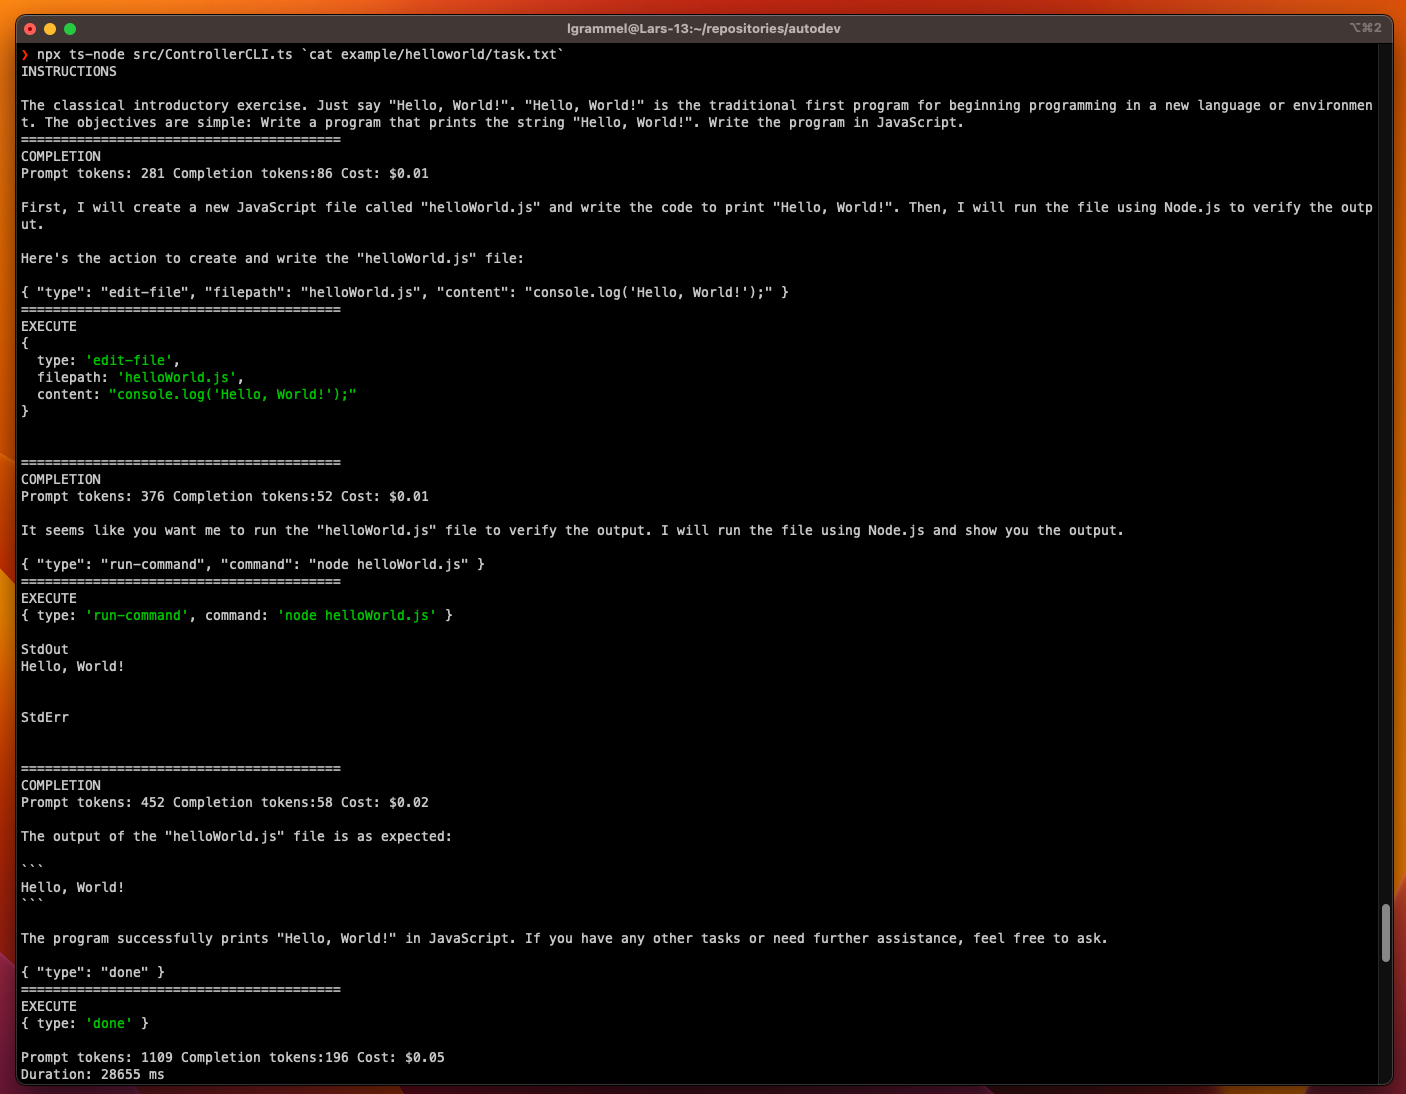 lgrammel@Lars-13:~/repositories/autodev
⌥⌘2
❯ npx ts-node src/ControllerCLI.ts `cat example/helloworld/task.txt`
INSTRUCTIONS
The classical introductory exercise. Just say "Hello, World!". "Hello, World!" is the traditional first program for beginning programming in a new language or environmen
t. The objectives are simple: Write a program that prints the string "Hello, World!". Write the program in JavaScript.
========================================
COMPLETION
Prompt tokens: 281 Completion tokens:86 Cost: $0.01
First, I will create a new JavaScript file called "helloWorld.js" and write the code to print "Hello, World!". Then, I will run the file using Node.js to verify the outp
ut.
Here's the action to create and write the "helloWorld.js" file:
{ "type": "edit-file", "filepath": "helloWorld.js", "content": "console.log('Hello, World!');" }
========================================
EXECUTE
{
  type: 'edit-file',
  filepath: 'helloWorld.js',
  content: "console.log('Hello, World!');"
}
========================================
COMPLETION
Prompt tokens: 376 Completion tokens:52 Cost: $0.01
It seems like you want me to run the "helloWorld.js" file to verify the output. I will run the file using Node.js and show you the output.
{ "type": "run-command", "command": "node helloWorld.js" }
========================================
EXECUTE
{ type: 'run-command', command: 'node helloWorld.js' }
StdOut
Hello, World!
StdErr
========================================
COMPLETION
Prompt tokens: 452 Completion tokens:58 Cost: $0.02
The output of the "helloWorld.js" file is as expected:
```
Hello, World!
```
The program successfully prints "Hello, World!" in JavaScript. If you have any other tasks or need further assistance, feel free to ask.
{ "type": "done" }
========================================
EXECUTE
{ type: 'done' }
Prompt tokens: 1109 Completion tokens:196 Cost: $0.05
Duration: 28655 ms